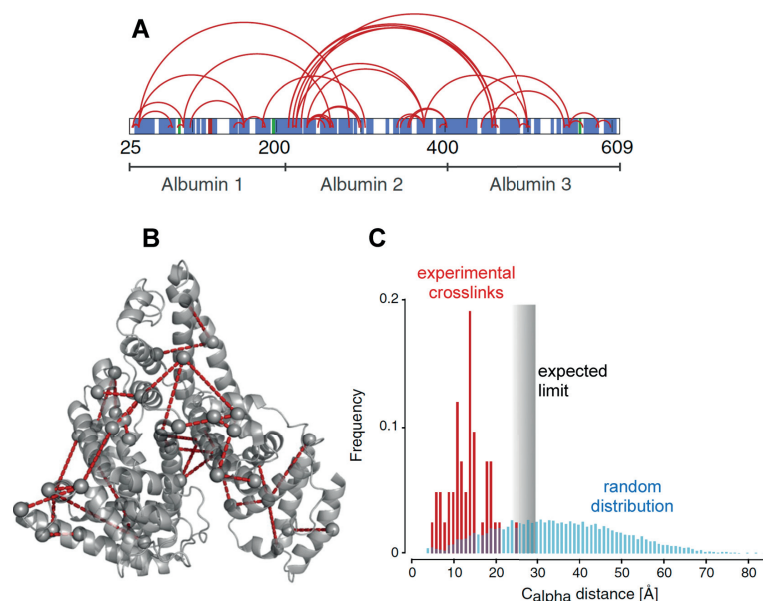 A
25 200 400 609
Albumin 1 Albumin 2 Albumin 3
B
C
experimental
crosslinks
0.2
expected
limit
0.1
Frequency
random
distribution
0
0 10 20 30 40 50 60 70 80
Calpha distance [Å]